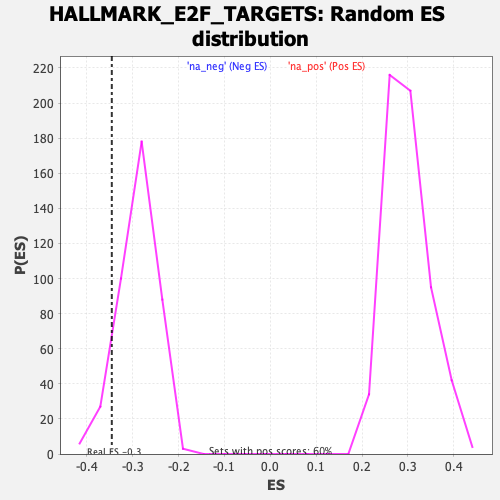 HALLMARK_E2F_TARGETS: Random ES
distribution
'na_neg' (Neg ES) 'na_pos' (Pos ES)
220
200
180
160
140
120
100
80
60
40
20
0
P(ES)
Real ES -0.3
Sets with pos scores: 60%
-0.4 -0.3 -0.2 -0.1 0.0 0.1 0.2 0.3 0.4
ES